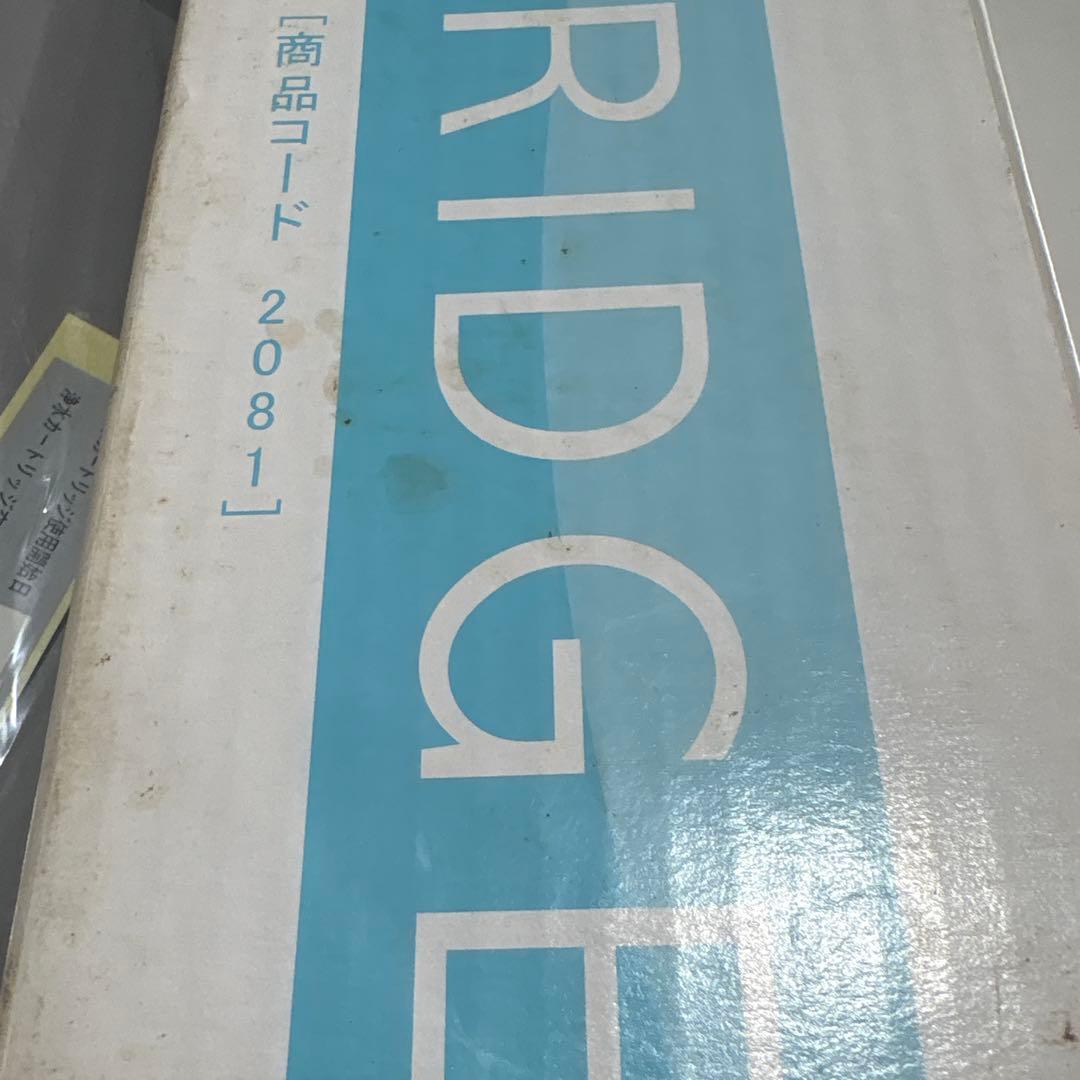 RIDGE
[商品コード 2081]
カートリッジ使用開始日
浄水カートリッジ